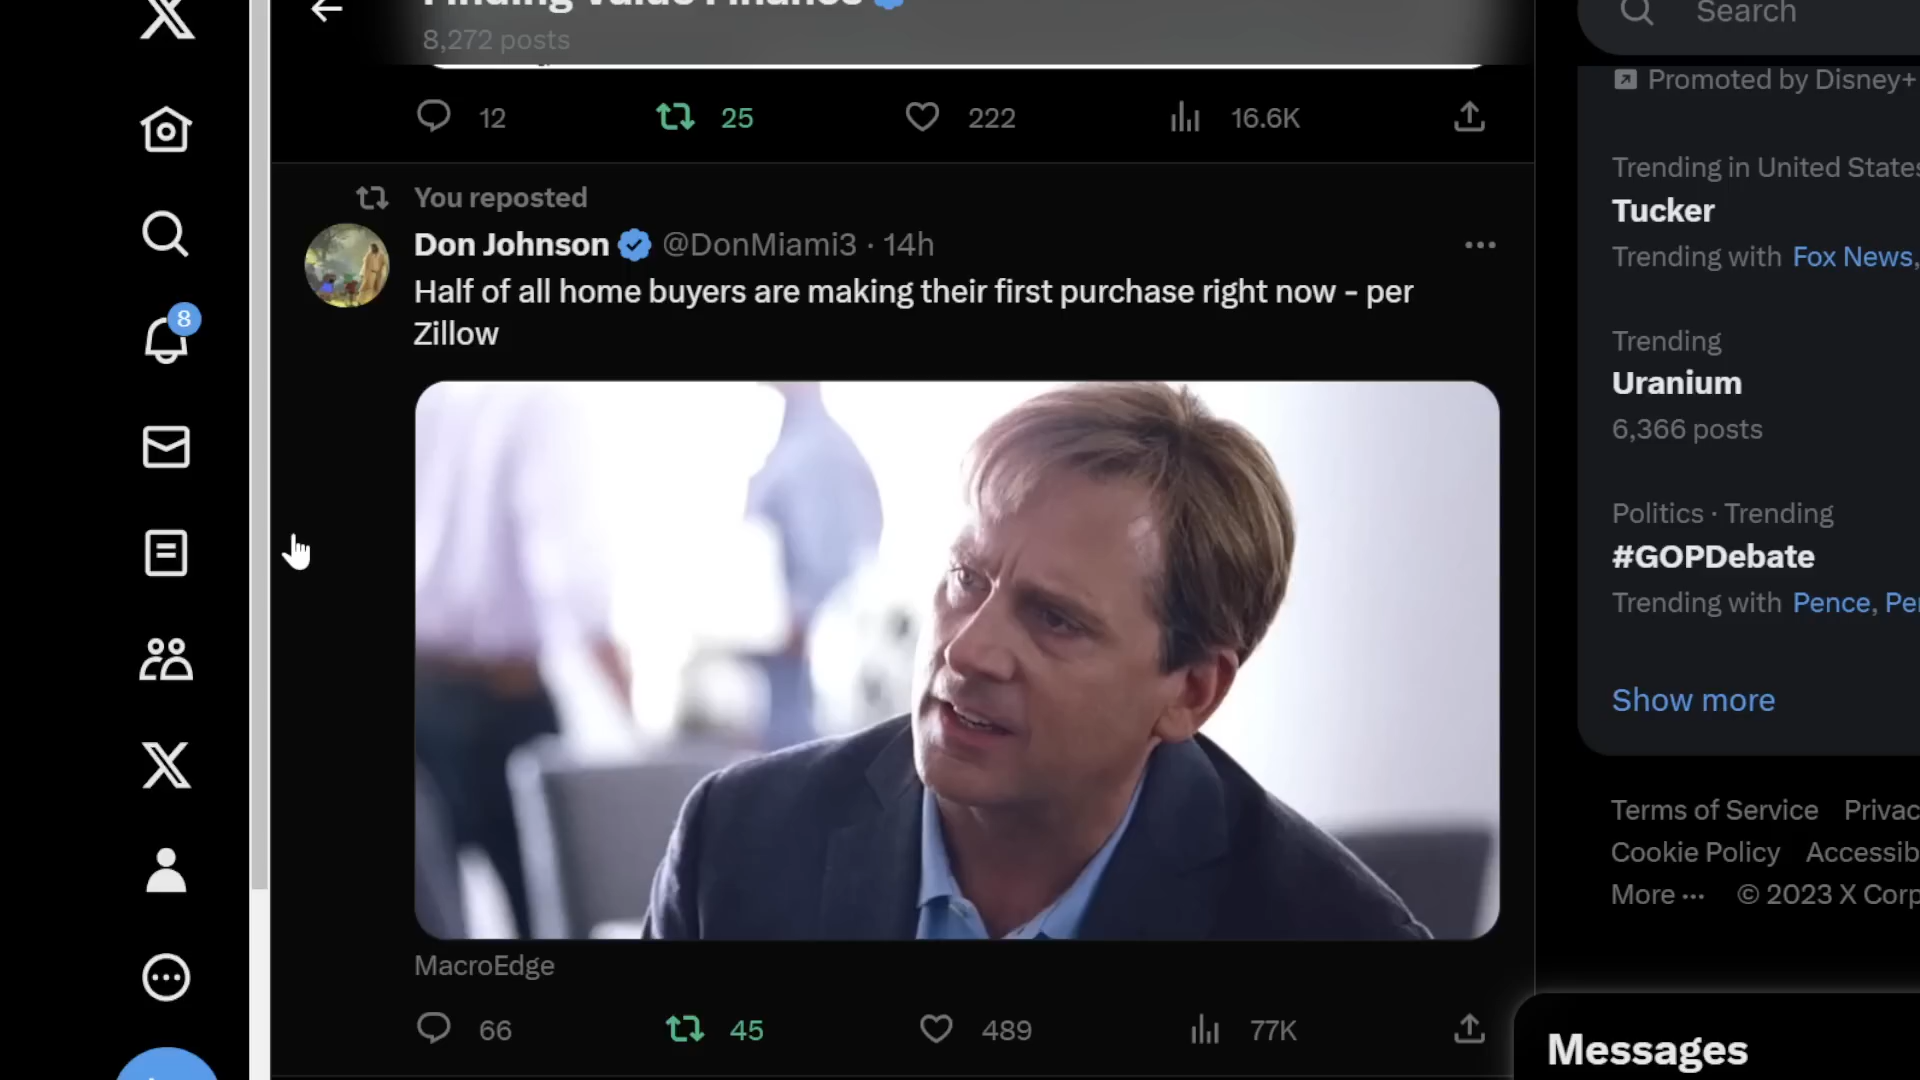 Finding Value Finance
8,272 posts
12 25 222 16.6K
You reposted
Don Johnson @DonMiami3 · 14h
Half of all home buyers are making their first purchase right now - per
Zillow
MacroEdge
66 45 489 77K
8
Search
Promoted by Disney+
Trending in United States
Tucker
Trending with Fox News,
Trending
Uranium
6,366 posts
Politics · Trending
#GOPDebate
Trending with Pence,
Show more
Terms of Service
Cookie Policy
More ··· © 2023 X Corp
Messages